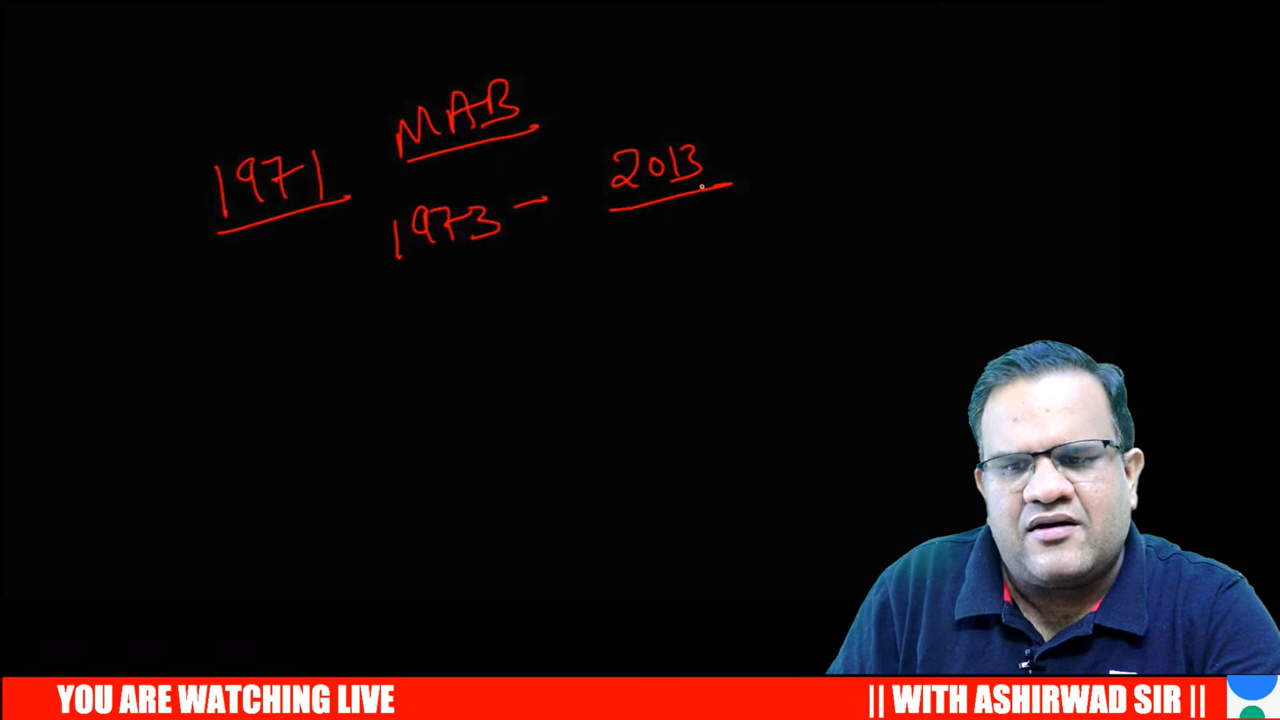 MAB
1971
2013
1973 -
YOU ARE WATCHING LIVE
|| WITH ASHIRWAD SIR ||